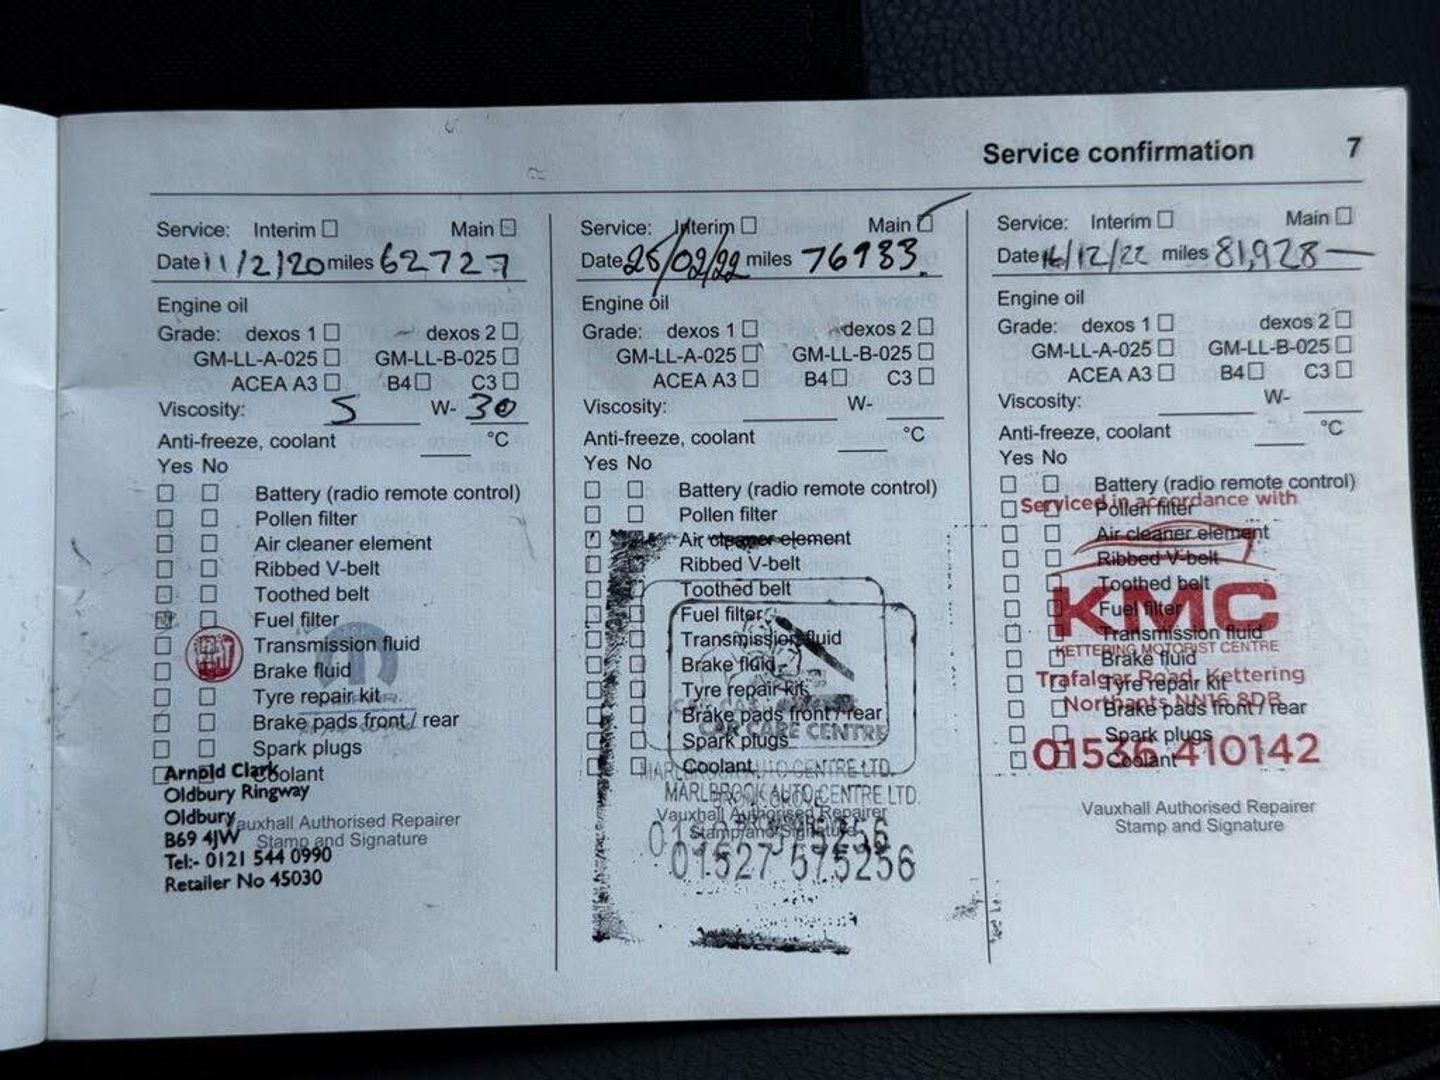 Service confirmation 7
Service: Interim Main
Date 11/2/20 miles 62727
Engine oil
Grade: dexos 1 dexos 2
GM-LL-A-025 GM-LL-B-025
ACEA A3 B4 C3
Viscosity: 5 W- 30
Anti-freeze, coolant °C
Yes No
Battery (radio remote control)
Pollen filter
Air cleaner element
Ribbed V-belt
Toothed belt
Fuel filter
Transmission fluid
Brake fluid
Tyre repair kit
Brake pads front / rear
Spark plugs
Coolant
Arnold Clark
Oldbury Ringway
Oldbury
B69 4JW
Tel:- 0121 544 0990
Retailer No 45030
Vauxhall Authorised Repairer
Stamp and Signature
Service: Interim Main
Date 25/02/22 miles 76983.
Engine oil
Grade: dexos 1 dexos 2
GM-LL-A-025 GM-LL-B-025
ACEA A3 B4 C3
Viscosity: W-
Anti-freeze, coolant °C
Yes No
Battery (radio remote control)
Pollen filter
Air cleaner element
Ribbed V-belt
Toothed belt
Fuel filter
Transmission fluid
Brake fluid
Tyre repair kit
Brake pads front / rear
CAR CARE CENTRE
Spark plugs
Coolant
MARLBROOK AUTO CENTRE LTD.
MARLBROOK AUTO CENTRE LTD.
Vauxhall Authorised Repairer
Stamp and Signature
01527 575256
01527 575256
Service: Interim Main
Date 16/12/22 miles 81,928
Engine oil
Grade: dexos 1 dexos 2
GM-LL-A-025 GM-LL-B-025
ACEA A3 B4 C3
Viscosity: W-
Anti-freeze, coolant °C
Yes No
Battery (radio remote control)
Serviced in accordance with
Pollen filter
Air cleaner element
Ribbed V-belt
Toothed belt
KMC
Fuel filter
Transmission fluid
KETTERING MOTORIST CENTRE
Brake fluid
Trafalgar Road, Kettering
Tyre repair kit
Northants NN16 8DB
Brake pads front / rear
Spark plugs
01536 410142
Coolant
Vauxhall Authorised Repairer
Stamp and Signature